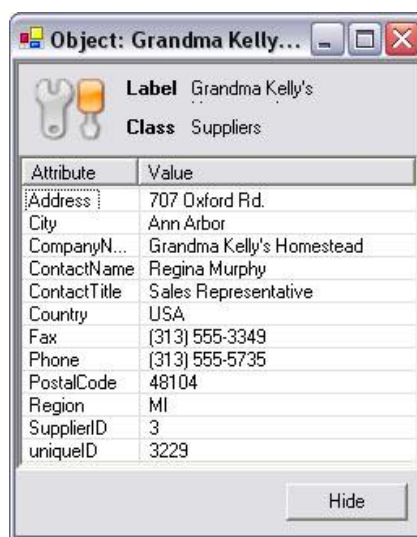 Object: Grandma Kelly...
Label Grandma Kelly's
Class Suppliers
Attribute Value
Address 707 Oxford Rd.
City Ann Arbor
CompanyN... Grandma Kelly's Homestead
ContactName Regina Murphy
ContactTitle Sales Representative
Country USA
Fax (313) 555-3349
Phone (313) 555-5735
PostalCode 48104
Region MI
SupplierID 3
uniqueID 3229
Hide